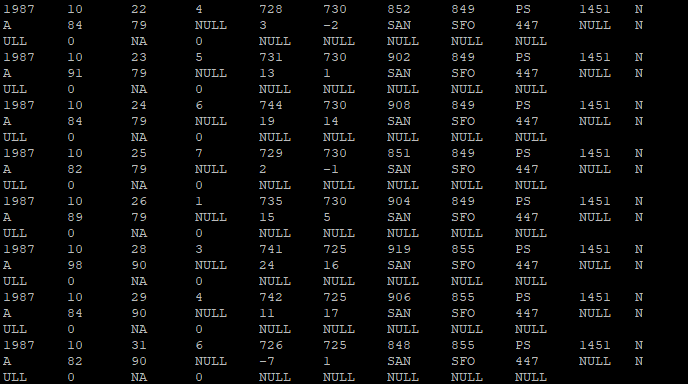 1987 10 22 4 728 730 852 849 PS 1451 N
A 84 79 NULL 3 -2 SAN SFO 447 NULL N
ULL 0 NA 0 NULL NULL NULL NULL NULL
1987 10 23 5 731 730 902 849 PS 1451 N
A 91 79 NULL 13 1 SAN SFO 447 NULL N
ULL 0 NA 0 NULL NULL NULL NULL NULL
1987 10 24 6 744 730 908 849 PS 1451 N
A 84 79 NULL 19 14 SAN SFO 447 NULL N
ULL 0 NA 0 NULL NULL NULL NULL NULL
1987 10 25 7 729 730 851 849 PS 1451 N
A 82 79 NULL 2 -1 SAN SFO 447 NULL N
ULL 0 NA 0 NULL NULL NULL NULL NULL
1987 10 26 1 735 730 904 849 PS 1451 N
A 89 79 NULL 15 5 SAN SFO 447 NULL N
ULL 0 NA 0 NULL NULL NULL NULL NULL
1987 10 28 3 741 725 919 855 PS 1451 N
A 98 90 NULL 24 16 SAN SFO 447 NULL N
ULL 0 NA 0 NULL NULL NULL NULL NULL
1987 10 29 4 742 725 906 855 PS 1451 N
A 84 90 NULL 11 17 SAN SFO 447 NULL N
ULL 0 NA 0 NULL NULL NULL NULL NULL
1987 10 31 6 726 725 848 855 PS 1451 N
A 82 90 NULL -7 1 SAN SFO 447 NULL N
ULL 0 NA 0 NULL NULL NULL NULL NULL